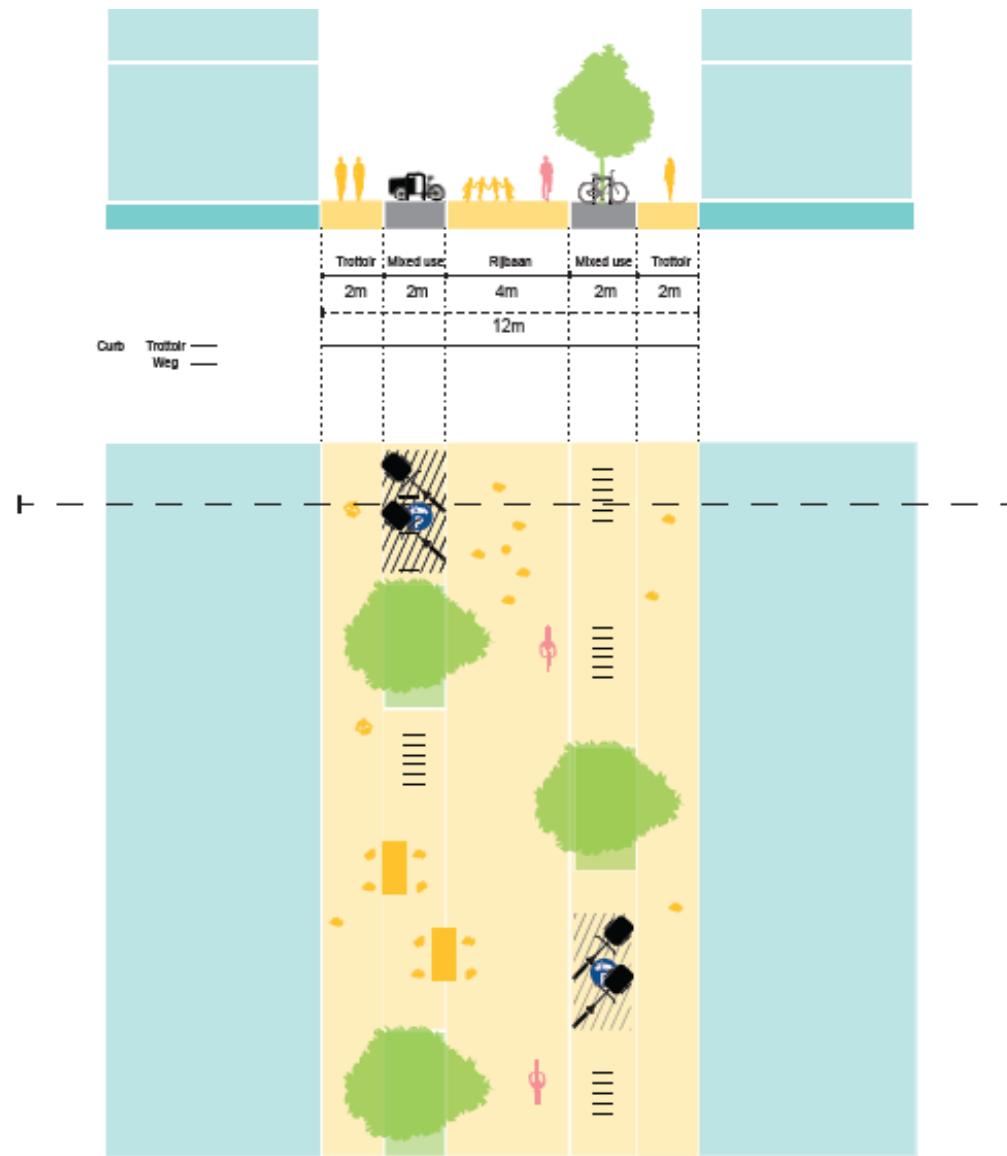 Trottoir Mixed use Rijbaan Mixed use Trottoir
2m 2m 4m 2m 2m
12m
Curb Trottoir
Weg